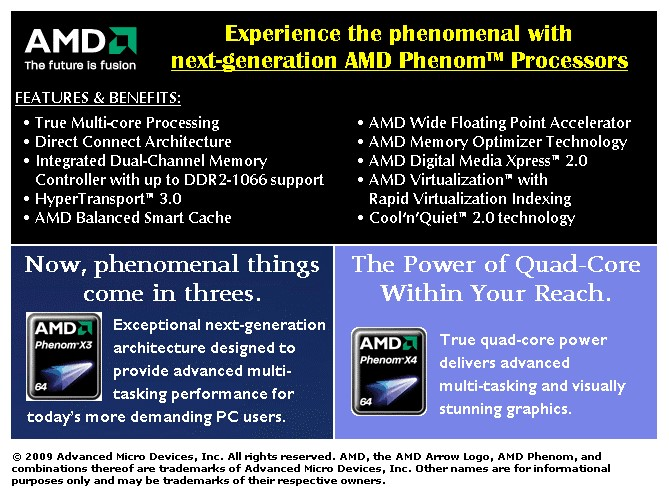 AMD
The future is fusion
Experience the phenomenal with
next-generation AMD Phenom™ Processors
FEATURES & BENEFITS:
• True Multi-core Processing
• Direct Connect Architecture
• Integrated Dual-Channel Memory
Controller with up to DDR2-1066 support
• HyperTransport™ 3.0
• AMD Balanced Smart Cache
• AMD Wide Floating Point Accelerator
• AMD Memory Optimizer Technology
• AMD Digital Media Xpress™ 2.0
• AMD Virtualization™ with
Rapid Virtualization Indexing
• Cool'n'Quiet™ 2.0 technology
Now, phenomenal things
come in threes.
AMD
Phenom X3
64
Exceptional next-generation
architecture designed to
provide advanced multi-
tasking performance for
today's more demanding PC users.
The Power of Quad-Core
Within Your Reach.
AMD
Phenom X4
64
True quad-core power
delivers advanced
multi-tasking and visually
stunning graphics.
© 2009 Advanced Micro Devices, Inc. All rights reserved. AMD, the AMD Arrow Logo, AMD Phenom, and
combinations thereof are trademarks of Advanced Micro Devices, Inc. Other names are for informational
purposes only and may be trademarks of their respective owners.